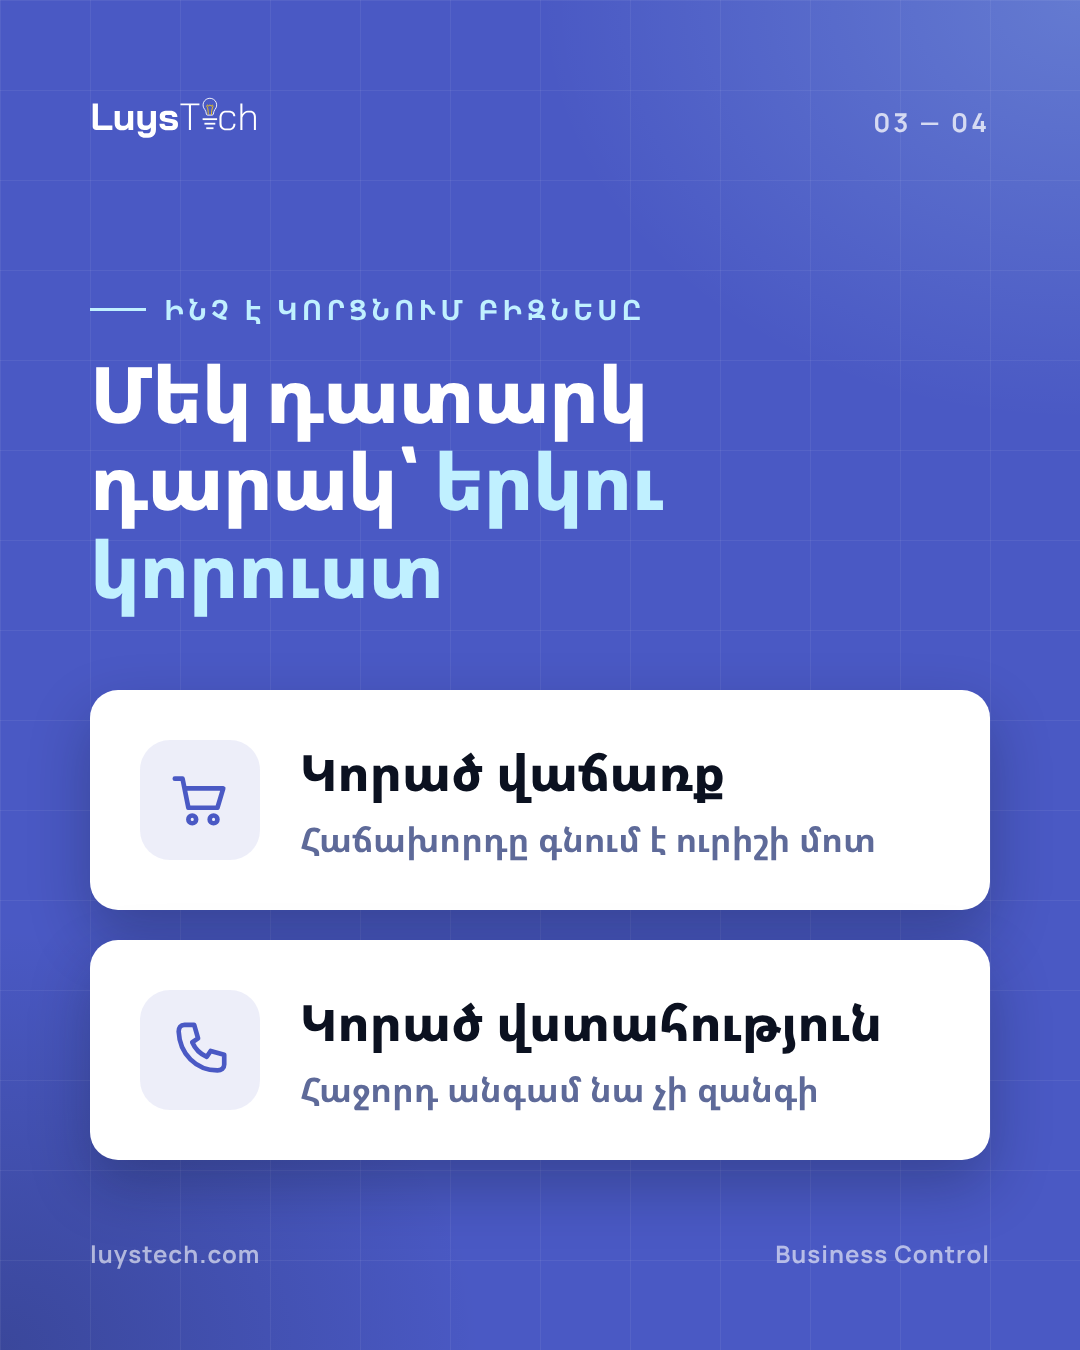 LuysTech
03 — 04
ԻՆՉ Է ԿՈՐՑՆՈՒՄ ԲԻԶՆԵՍԸ
Մեկ դատարկ
դարակ՝ երկու
կորուստ
Կորած վաճառք
Հաճախորդը գնում է ուրիշի մոտ
Կորած վստահություն
Հաջորդ անգամ նա չի զանգի
luystech.com
Business Control